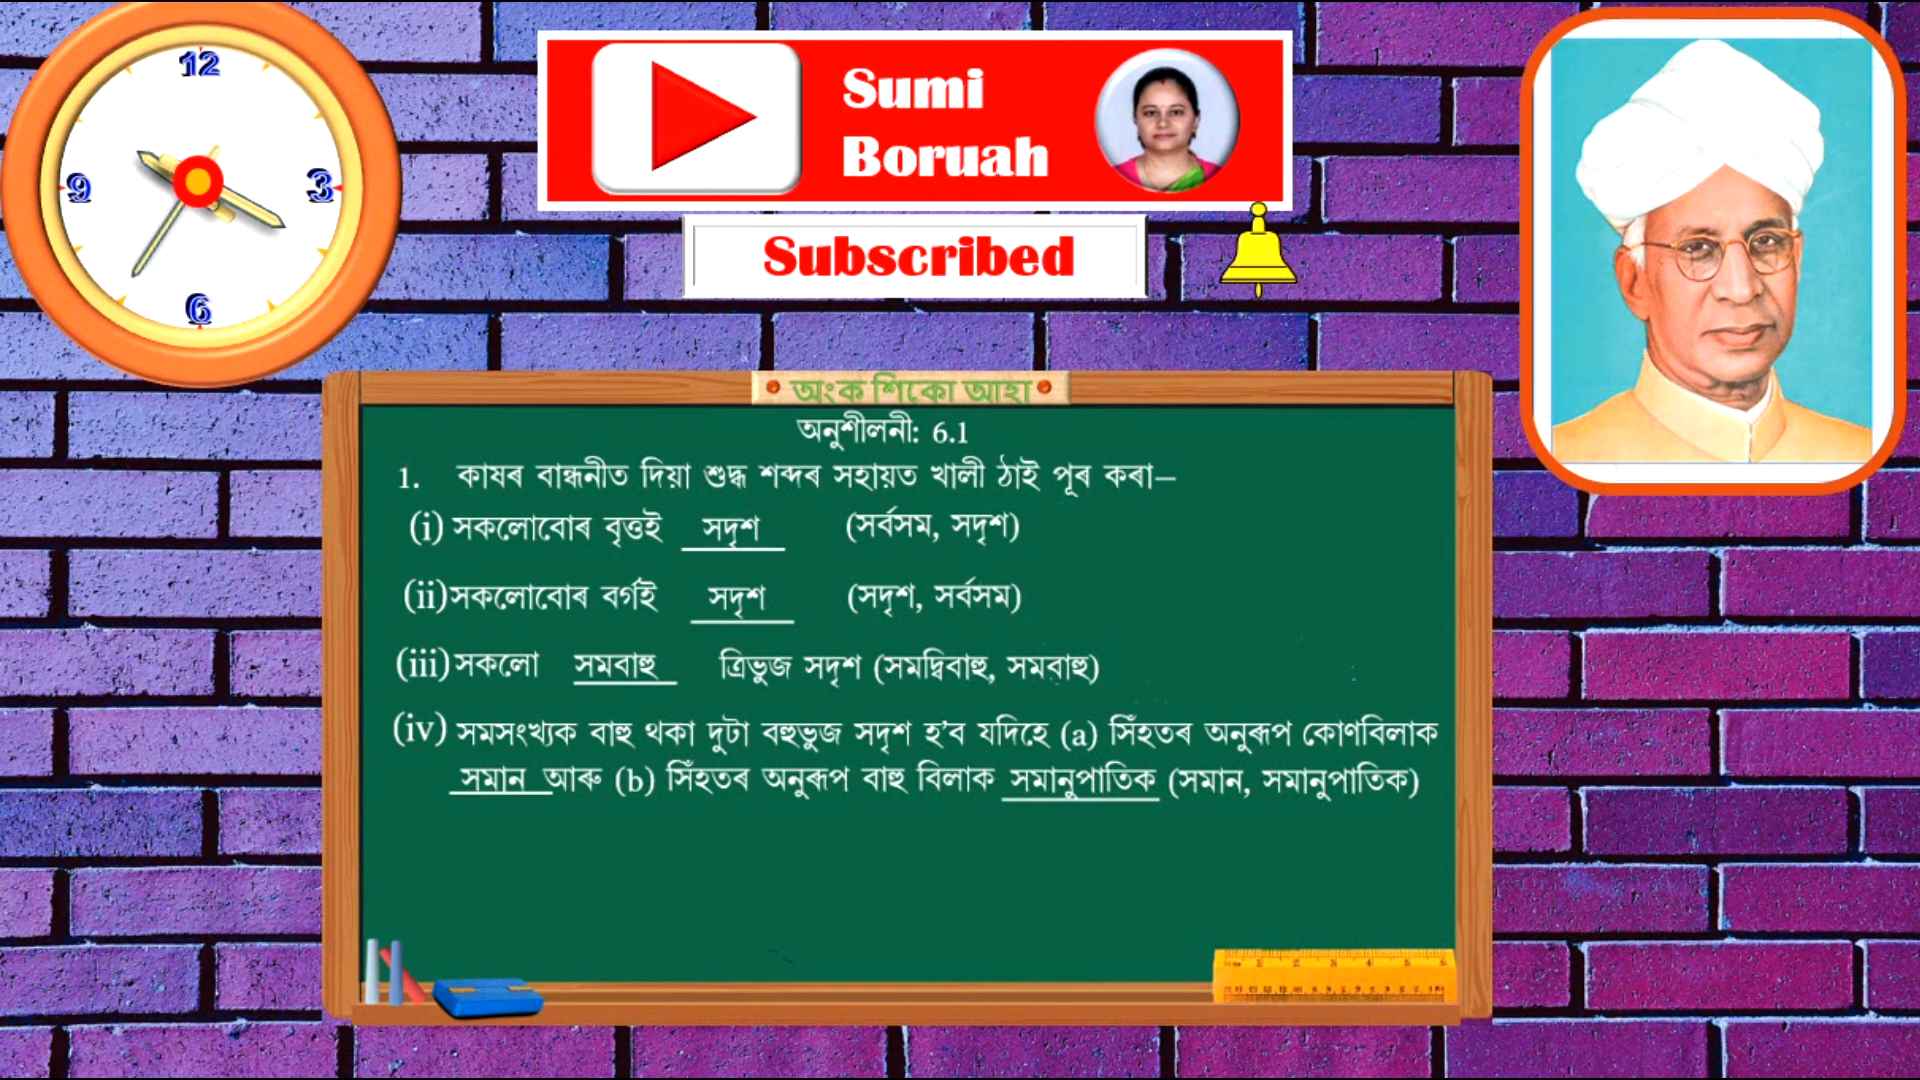 12
3
9
6
Sumi
Boruah
Subscribed
অংক শিকো আহা
অনুশীলনী: 6.1
1. কাষৰ বান্ধনীত দিয়া শুদ্ধ শব্দৰ সহায়ত খালী ঠাই পূৰ কৰা–
(i) সকলোবোৰ বৃত্তই সদৃশ (সৰ্বসম, সদৃশ)
(ii) সকলোবোৰ বৰ্গই সদৃশ (সদৃশ, সৰ্বসম)
(iii) সকলো সমবাহু ত্ৰিভুজ সদৃশ (সমদ্বিবাহু, সমবাহু)
(iv) সমসংখ্যক বাহু থকা দুটা বহুভুজ সদৃশ হ’ব যদিহে (a) সিঁহতৰ অনুৰূপ কোণবিলাক
সমান আৰু (b) সিঁহতৰ অনুৰূপ বাহু বিলাক সমানুপাতিক (সমান, সমানুপাতিক)